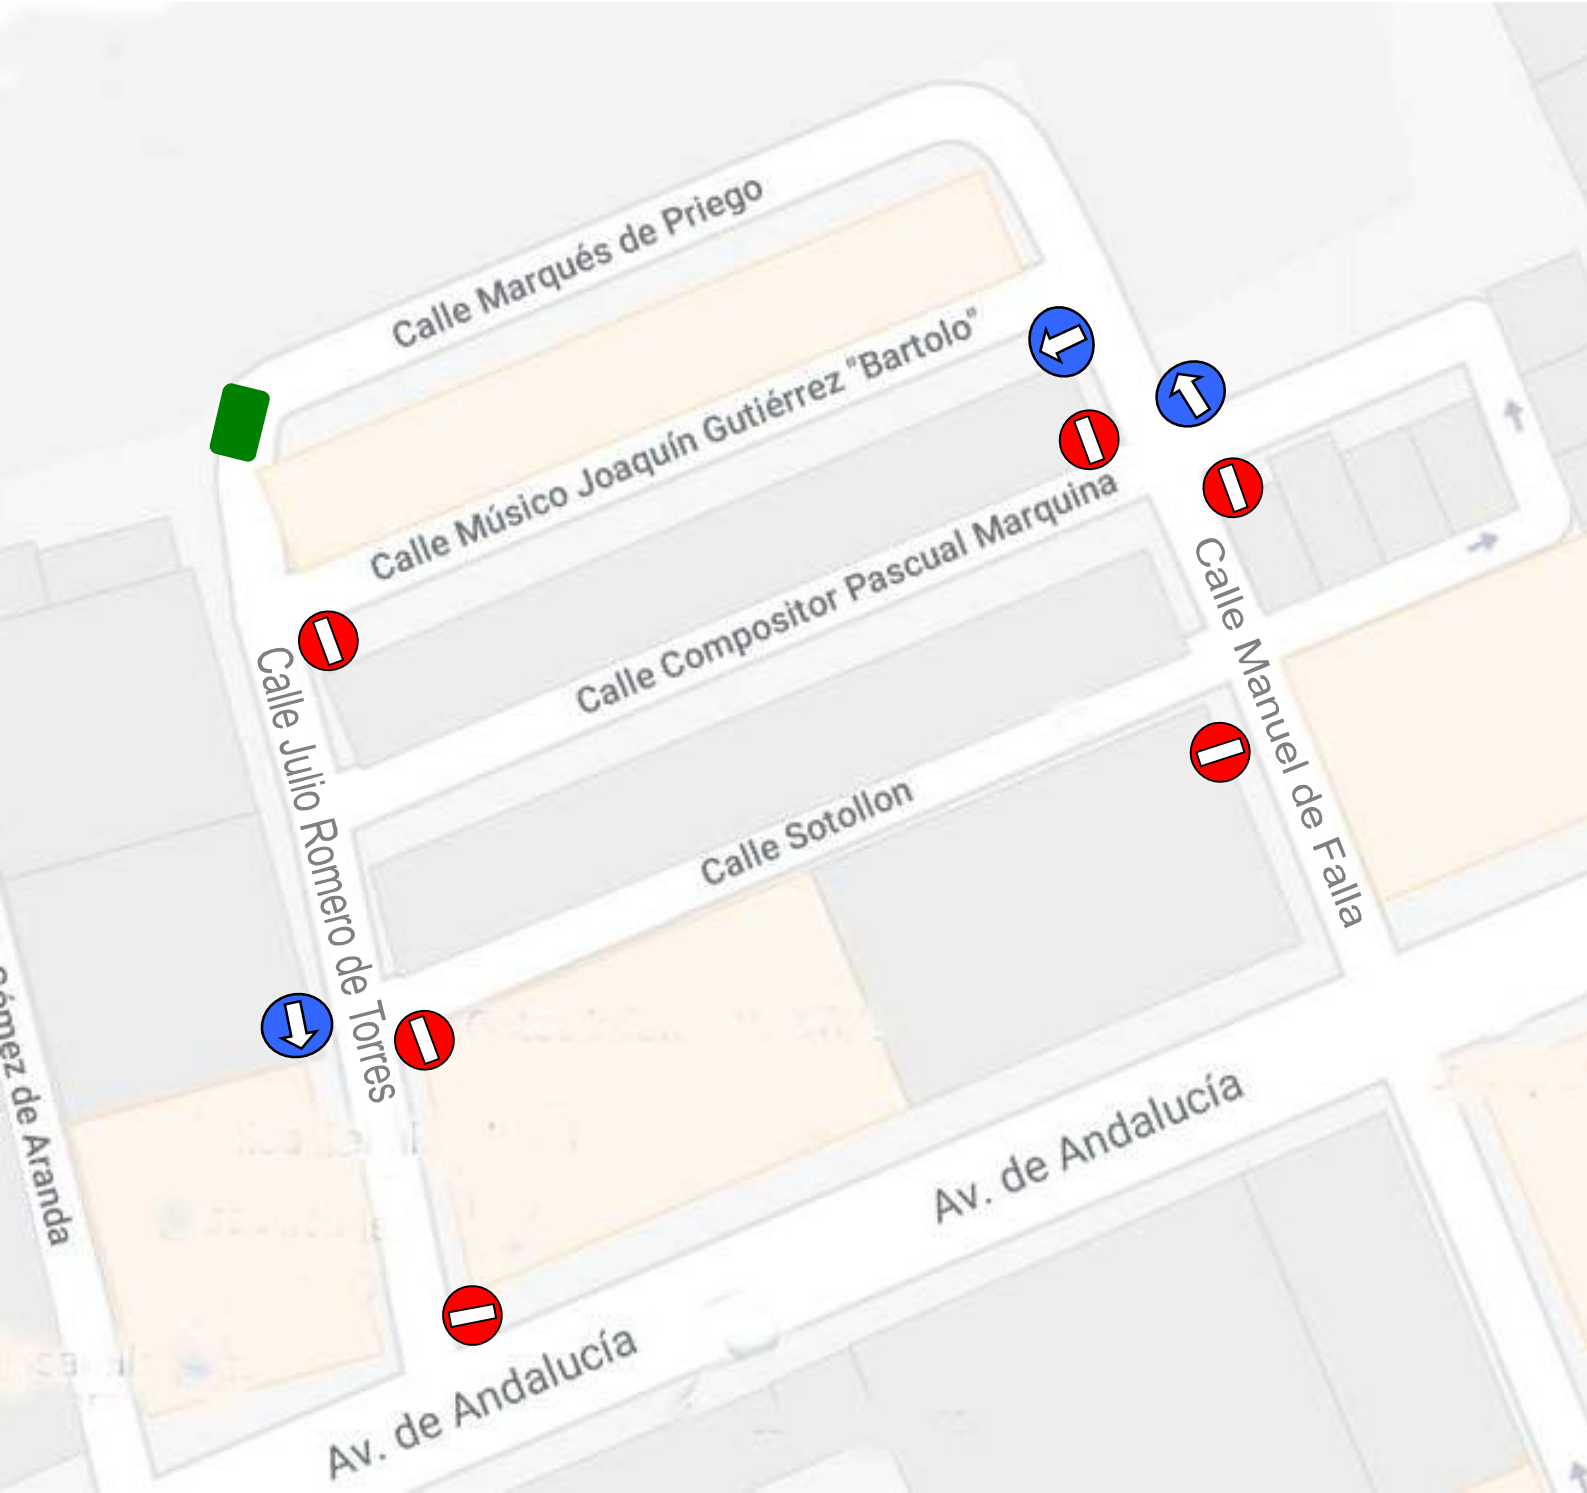 Calle Marqués de Priego
Calle Músico Joaquín Gutiérrez "Bartolo"
Calle Compositor Pascual Marquina
Calle Manuel de Falla
Calle Julio Romero de Torres
Calle Sotollon
de Aranda
Av. de Andalucía
Av. de Andalucía